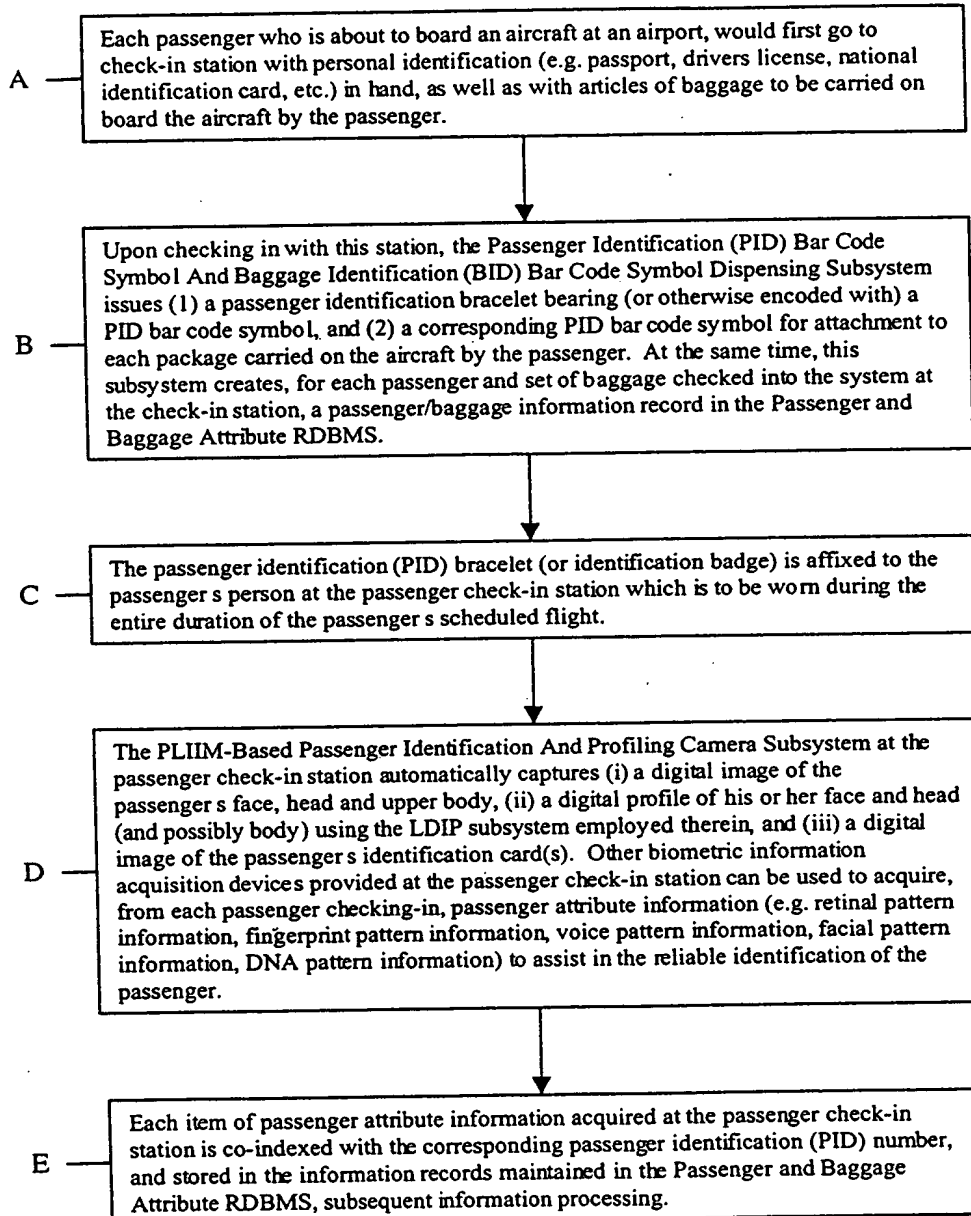 Each passenger who is about to board an aircraft at an airport, would first go to
check-in station with personal identification (e.g. passport, drivers license, national
identification card, etc.) in hand, as well as with articles of baggage to be carried on
board the aircraft by the passenger.
A
Upon checking in with this station, the Passenger Identification (PID) Bar Code
Symbol And Baggage Identification (BID) Bar Code Symbol Dispensing Subsystem
issues (1) a passenger identification bracelet bearing (or otherwise encoded with) a
PID bar code symbol, and (2) a corresponding PID bar code symbol for attachment to
each package carried on the aircraft by the passenger. At the same time, this
subsystem creates, for each passenger and set of baggage checked into the system at
the check-in station, a passenger/baggage information record in the Passenger and
Baggage Attribute RDBMS.
B
The passenger identification (PID) bracelet (or identification badge) is affixed to the
passenger s person at the passenger check-in station which is to be worn during the
entire duration of the passenger s scheduled flight.
C
The PLIIM-Based Passenger Identification And Profiling Camera Subsystem at the
passenger check-in station automatically captures (i) a digital image of the
passenger s face, head and upper body, (ii) a digital profile of his or her face and head
(and possibly body) using the LDIP subsystem employed therein, and (iii) a digital
image of the passenger s identification card(s). Other biometric information
acquisition devices provided at the passenger check-in station can be used to acquire,
from each passenger checking-in, passenger attribute information (e.g. retinal pattern
information, fingerprint pattern information, voice pattern information, facial pattern
information, DNA pattern information) to assist in the reliable identification of the
passenger.
D
Each item of passenger attribute information acquired at the passenger check-in
station is co-indexed with the corresponding passenger identification (PID) number,
and stored in the information records maintained in the Passenger and Baggage
Attribute RDBMS, subsequent information processing.
E